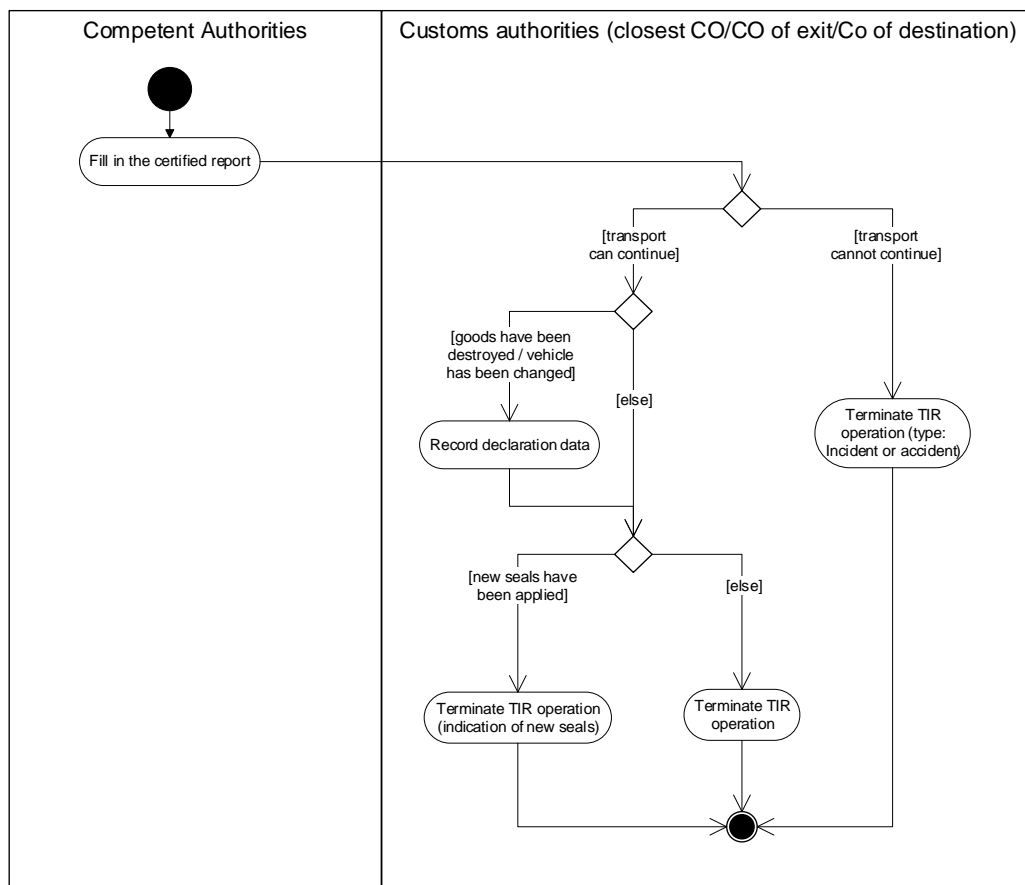 Competent Authorities
Customs authorities (closest CO/CO of exit/Co of destination)
Fill in the certified report
[transport
can continue]
[transport
cannot continue]
[goods have been
destroyed / vehicle
has been changed]
[else]
Terminate TIR
operation (type:
Incident or accident)
Record declaration data
[new seals have
been applied]
[else]
Terminate TIR operation
(indication of new seals)
Terminate TIR
operation